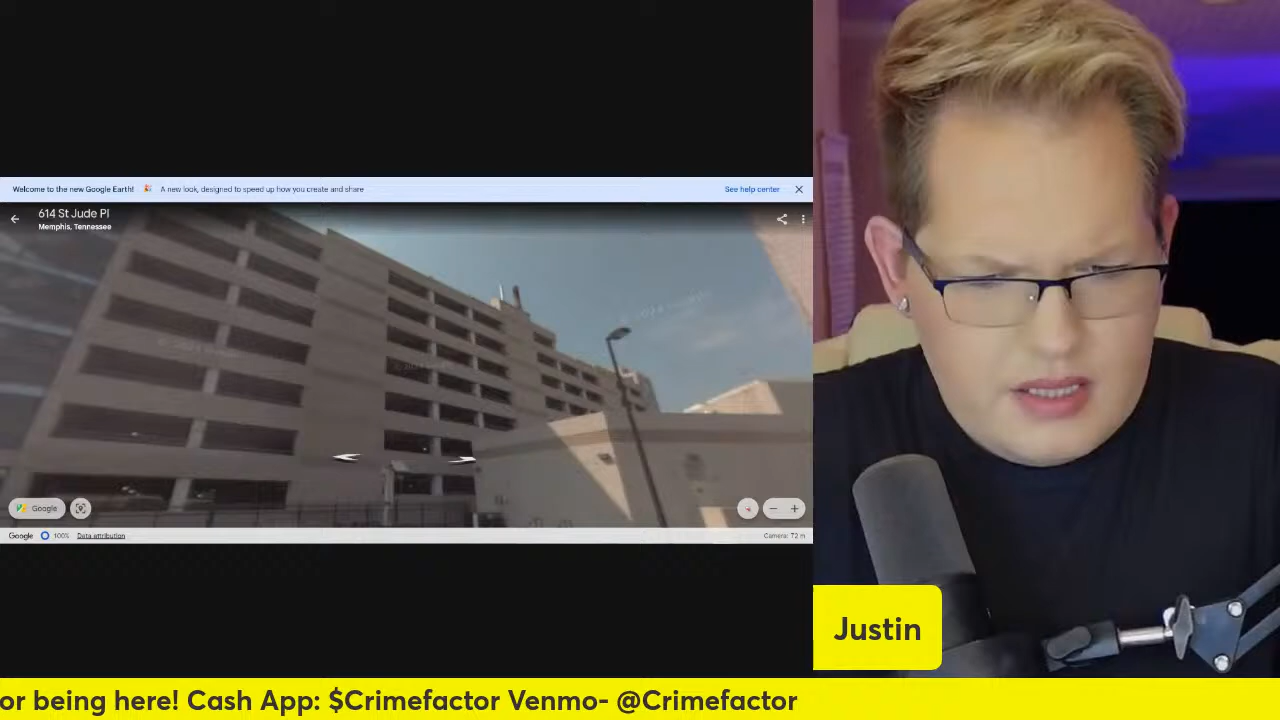 Welcome to the new Google Earth! 🎉 A new look, designed to speed up how you create and share See help center
614 St Jude Pl
Memphis, Tennessee
Google
Google 100% Data attribution Camera: 72 m
Justin
or being here! Cash App: $Crimefactor Venmo- @Crimefactor